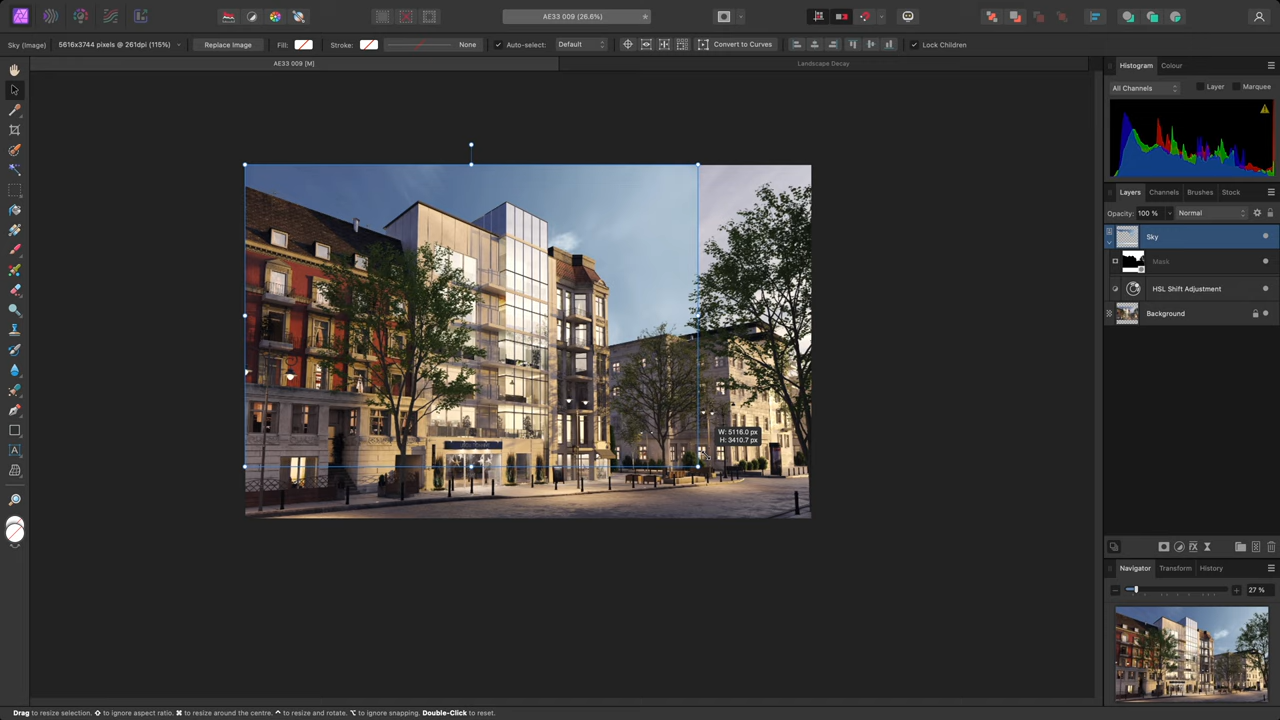 AE33 009 (26.6%)
Sky (Image)
5616x3744 pixels @ 261dpi (115%)
Replace Image
Fill:
Stroke:
None
Auto-select:
Default
Convert to Curves
Lock Children
AE33 009 [M]
Landscape Decay
Histogram
Colour
All Channels
Layer
Marquee
Layers
Channels
Brushes
Stock
Opacity:
100 %
Normal
Sky
Mask
HSL Shift Adjustment
Background
W: 5116.0 px
H: 3410.7 px
Navigator
Transform
History
27 %
Drag to resize selection. ⇧ to ignore aspect ratio. ⌘ to resize around the centre. ⌃ to resize and rotate. ⌥ to ignore snapping. Double-Click to reset.